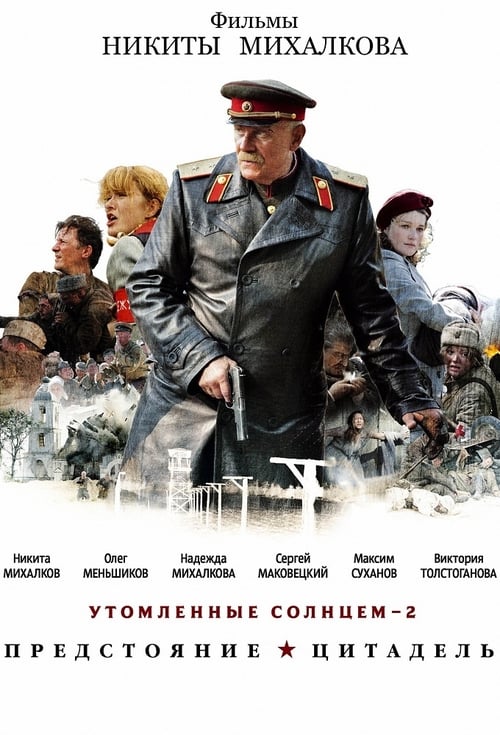 Фильмы
НИКИТЫ МИХАЛКОВА
Никита Олег Надежда Сергей Максим Виктория
МИХАЛКОВ МЕНЬШИКОВ МИХАЛКОВА МАКОВЕЦКИЙ СУХАНОВ ТОЛСТОГАНОВА
УТОМЛЕННЫЕ СОЛНЦЕМ-2
ПРЕДСТОЯНИЕ ★ ЦИТАДЕЛЬ